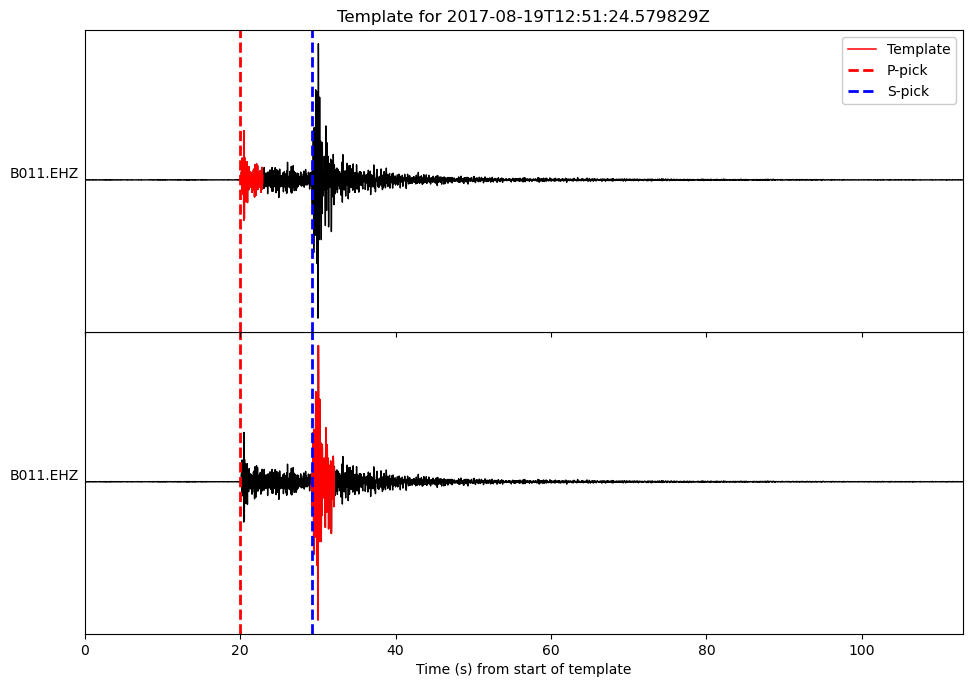 Template for 2017-08-19T12:51:24.579829Z
Template
P-pick
S-pick
B011.EHZ
B011.EHZ
0 20 40 60 80 100
Time (s) from start of template